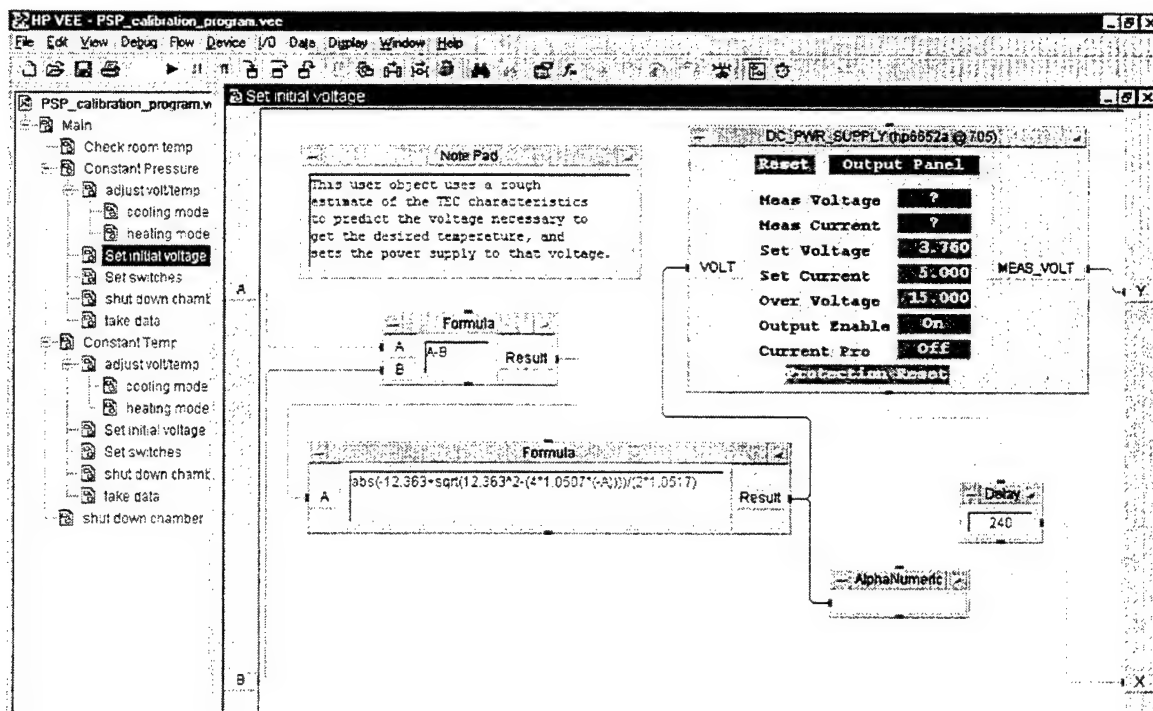 HP VEE - PSP_calibration_program.vee
File Edit View Debug Flow Device I/O Data Display Window Help
PSP_calibration_program.v
Main
Check room temp
Constant Pressure
adjust volt/temp
cooling mode
heating mode
Set initial voltage
Set switches
shut down chamb
take data
Constant Temp
adjust volt/temp
cooling mode
heating mode
Set initial voltage
Set switches
shut down chamb
take data
shut down chamber
Set initial voltage
Note Pad
This user object uses a rough
estimate of the TEC characteristics
to predict the voltage necessary to
get the desired temperature, and
sets the power supply to that voltage.
DC_PWR_SUPPLY (hp6652a @ 705)
Reset Output Panel
Meas Voltage ?
Meas Current ?
Set Voltage 3.760
Set Current 5.000
Over Voltage 15.000
Output Enable On
Current Pro Off
Protection Reset
VOLT
MEAS_VOLT
A
Y
Formula
A
B
A-B
Result
Formula
A
abs(-12.363+sqrt(12.363^2-(4*1.0507*(-A))))/(2*1.0517)
Result
Delay
240
AlphaNumeric
B
X